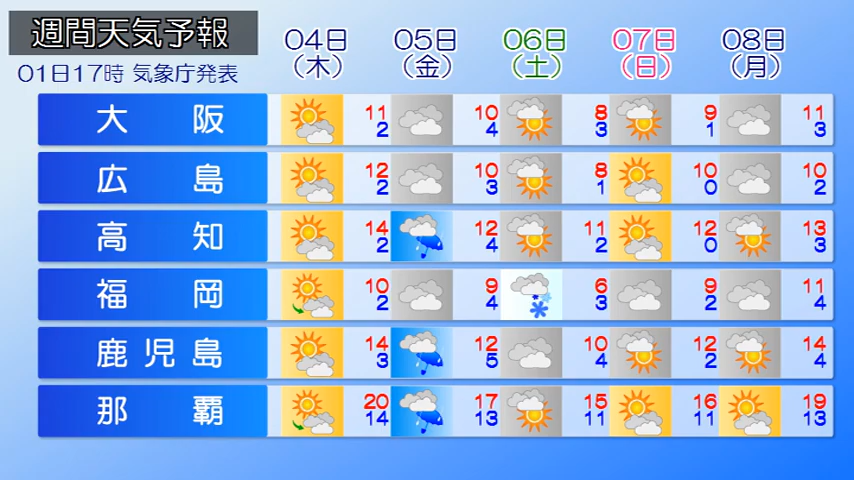 週間天気予報
01日17時 気象庁発表
04日 05日 06日 07日 08日
(木) (金) (土) (日) (月)
大阪 11 2 10 4 8 3 9 1 11 3
広島 12 2 10 3 8 1 10 0 10 2
高知 14 2 12 4 11 2 12 0 13 3
福岡 10 2 9 4 6 3 9 2 11 4
鹿児島 14 3 12 5 10 4 12 2 14 4
那覇 20 14 17 13 15 11 16 11 19 13